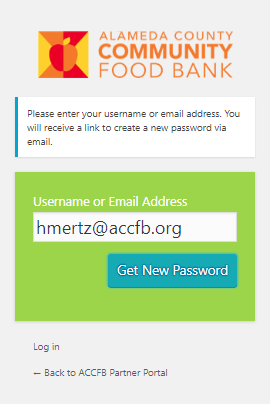 ALAMEDA COUNTY
COMMUNITY
FOOD BANK
Please enter your username or email address. You
will receive a link to create a new password via
email.
Username or Email Address
hmertz@accfb.org
Get New Password
Log in
← Back to ACCFB Partner Portal